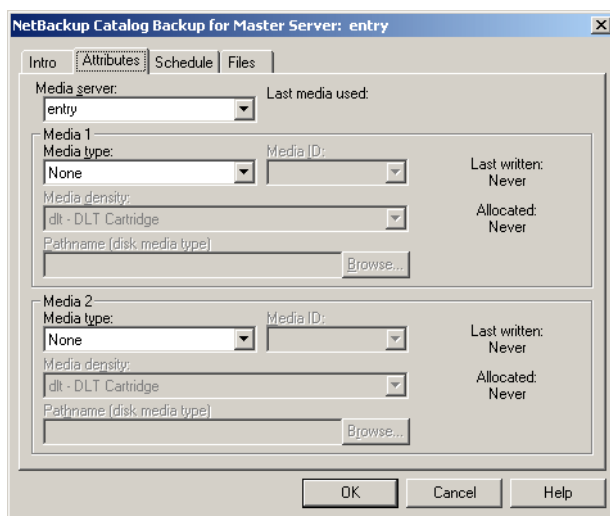 NetBackup Catalog Backup for Master Server: entry
Intro Attributes Schedule Files
Media server:
entry
Last media used:
Media 1
Media type: Media ID:
None
Last written:
Never
Media density:
dlt - DLT Cartridge
Allocated:
Never
Pathname (disk media type)
Browse...
Media 2
Media type: Media ID:
None
Last written:
Never
Media density:
dlt - DLT Cartridge
Allocated:
Never
Pathname (disk media type)
Browse...
OK Cancel Help